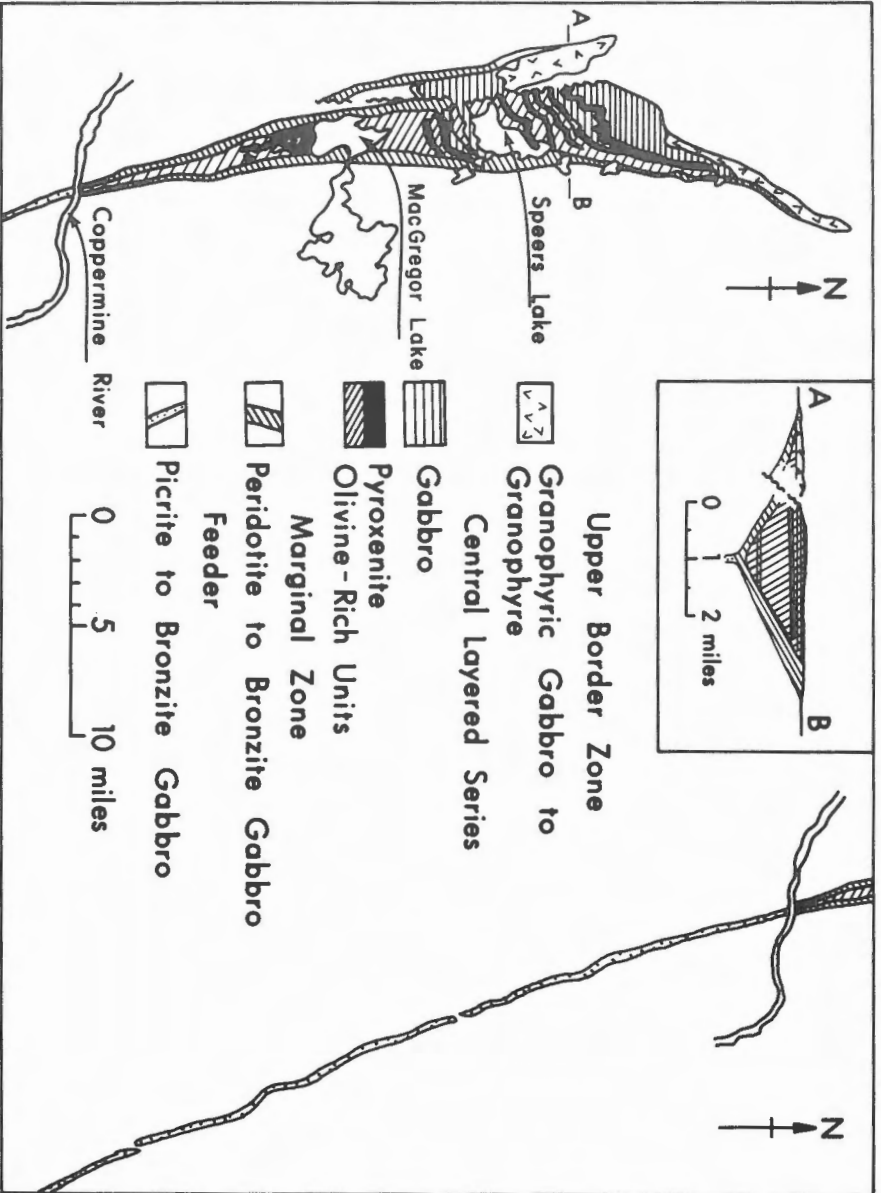 A
B
N
Speers Lake
MacGregor Lake
Coppermine River
A
B
0 1 2 miles
Upper Border Zone
Granophyric Gabbro to
Granophyre
Central Layered Series
Gabbro
Pyroxenite
Olivine-Rich Units
Marginal Zone
Peridotite to Bronzite Gabbro
Feeder
Picrite to Bronzite Gabbro
0 5 10 miles
N